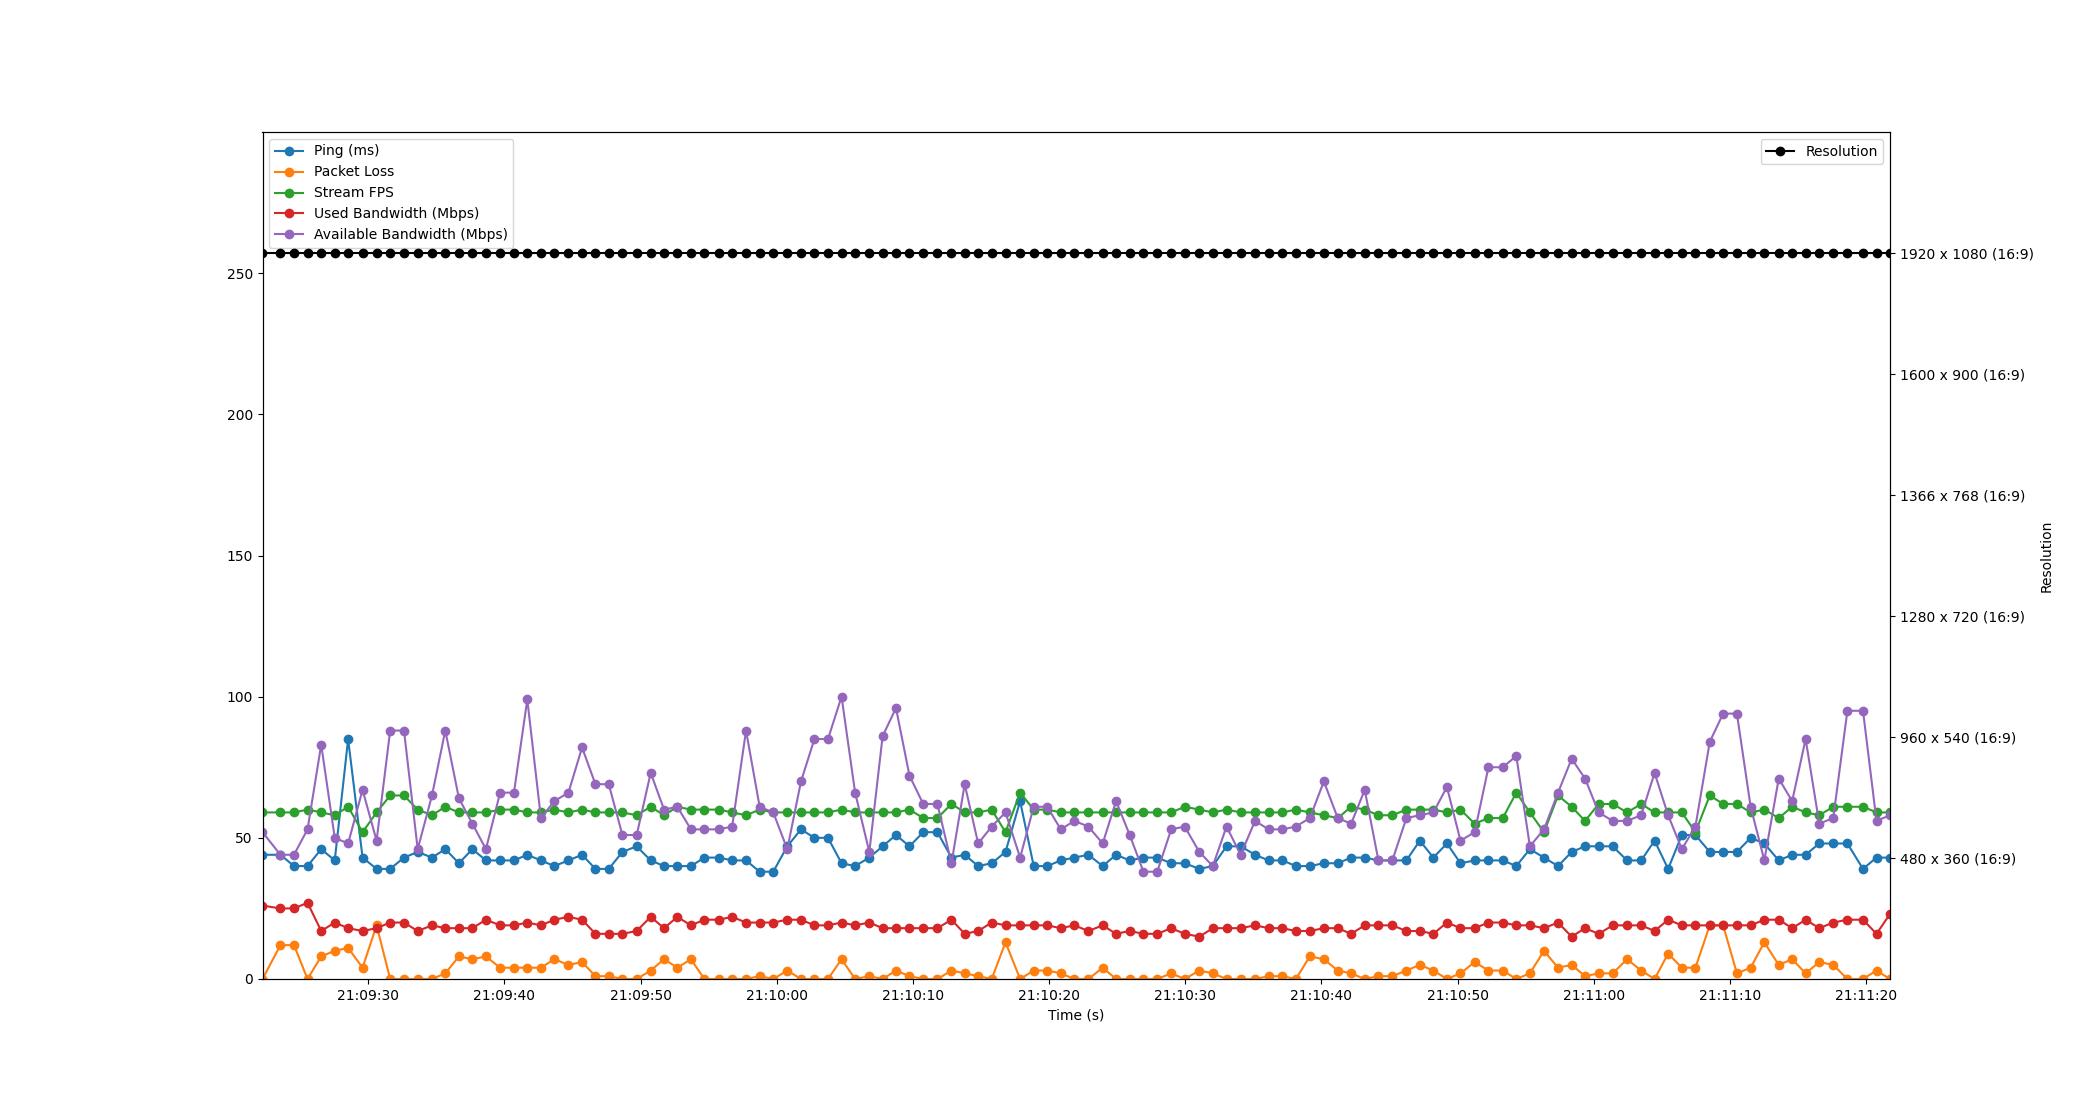 Ping (ms)
Packet Loss
Stream FPS
Used Bandwidth (Mbps)
Available Bandwidth (Mbps)
Resolution
250
200
150
100
50
0
1920 x 1080 (16:9)
1600 x 900 (16:9)
1366 x 768 (16:9)
1280 x 720 (16:9)
960 x 540 (16:9)
480 x 360 (16:9)
Resolution
21:09:30 21:09:40 21:09:50 21:10:00 21:10:10 21:10:20 21:10:30 21:10:40 21:10:50 21:11:00 21:11:10 21:11:20
Time (s)